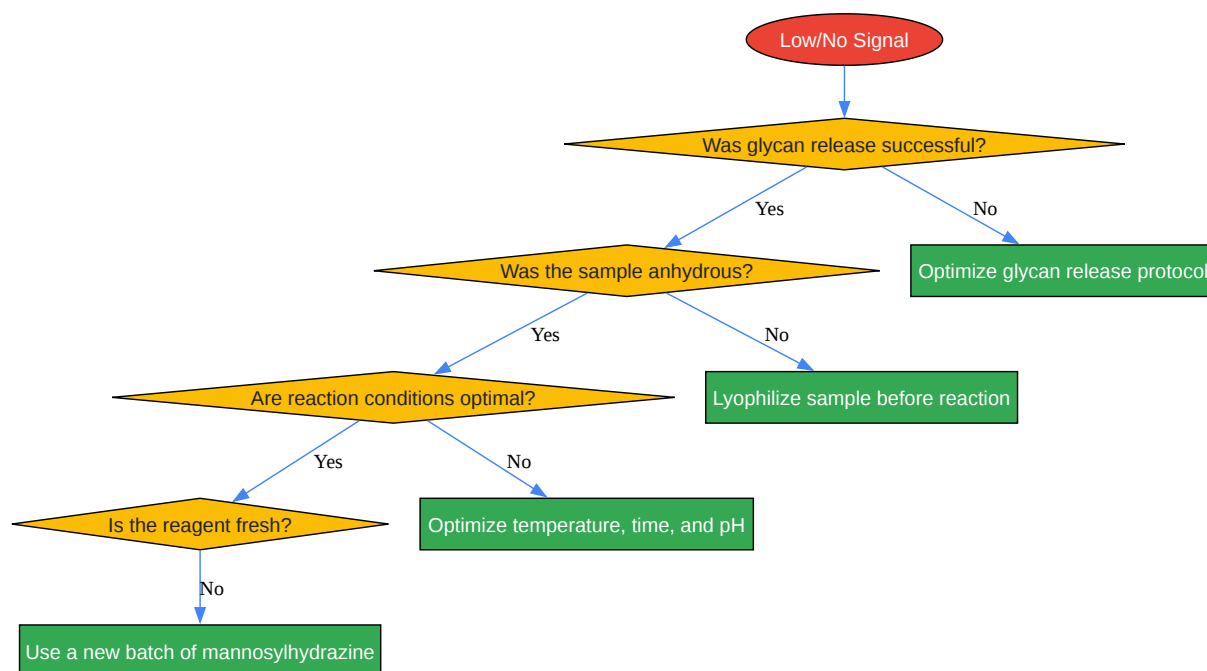 Low/No Signal
Was glycan release successful?
Yes
No
Was the sample anhydrous?
Optimize glycan release protocol
Yes
No
Are reaction conditions optimal?
Lyophilize sample before reaction
Yes
No
Is the reagent fresh?
Optimize temperature, time, and pH
No
Use a new batch of mannosylhydrazine